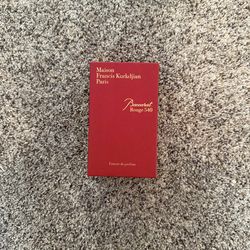 Maison
Francis Kurkdjian
Paris
Baccarat
Rouge 540
Extrait de parfum